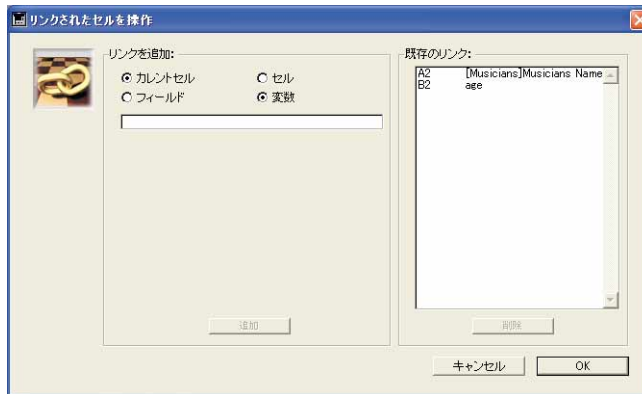 リンクされたセルを操作
リンクを追加:
カレントセル
セル
フィールド
変数
追加
既存のリンク:
A2 [Musicians]Musicians Name
B2 age
削除
キャンセル
OK